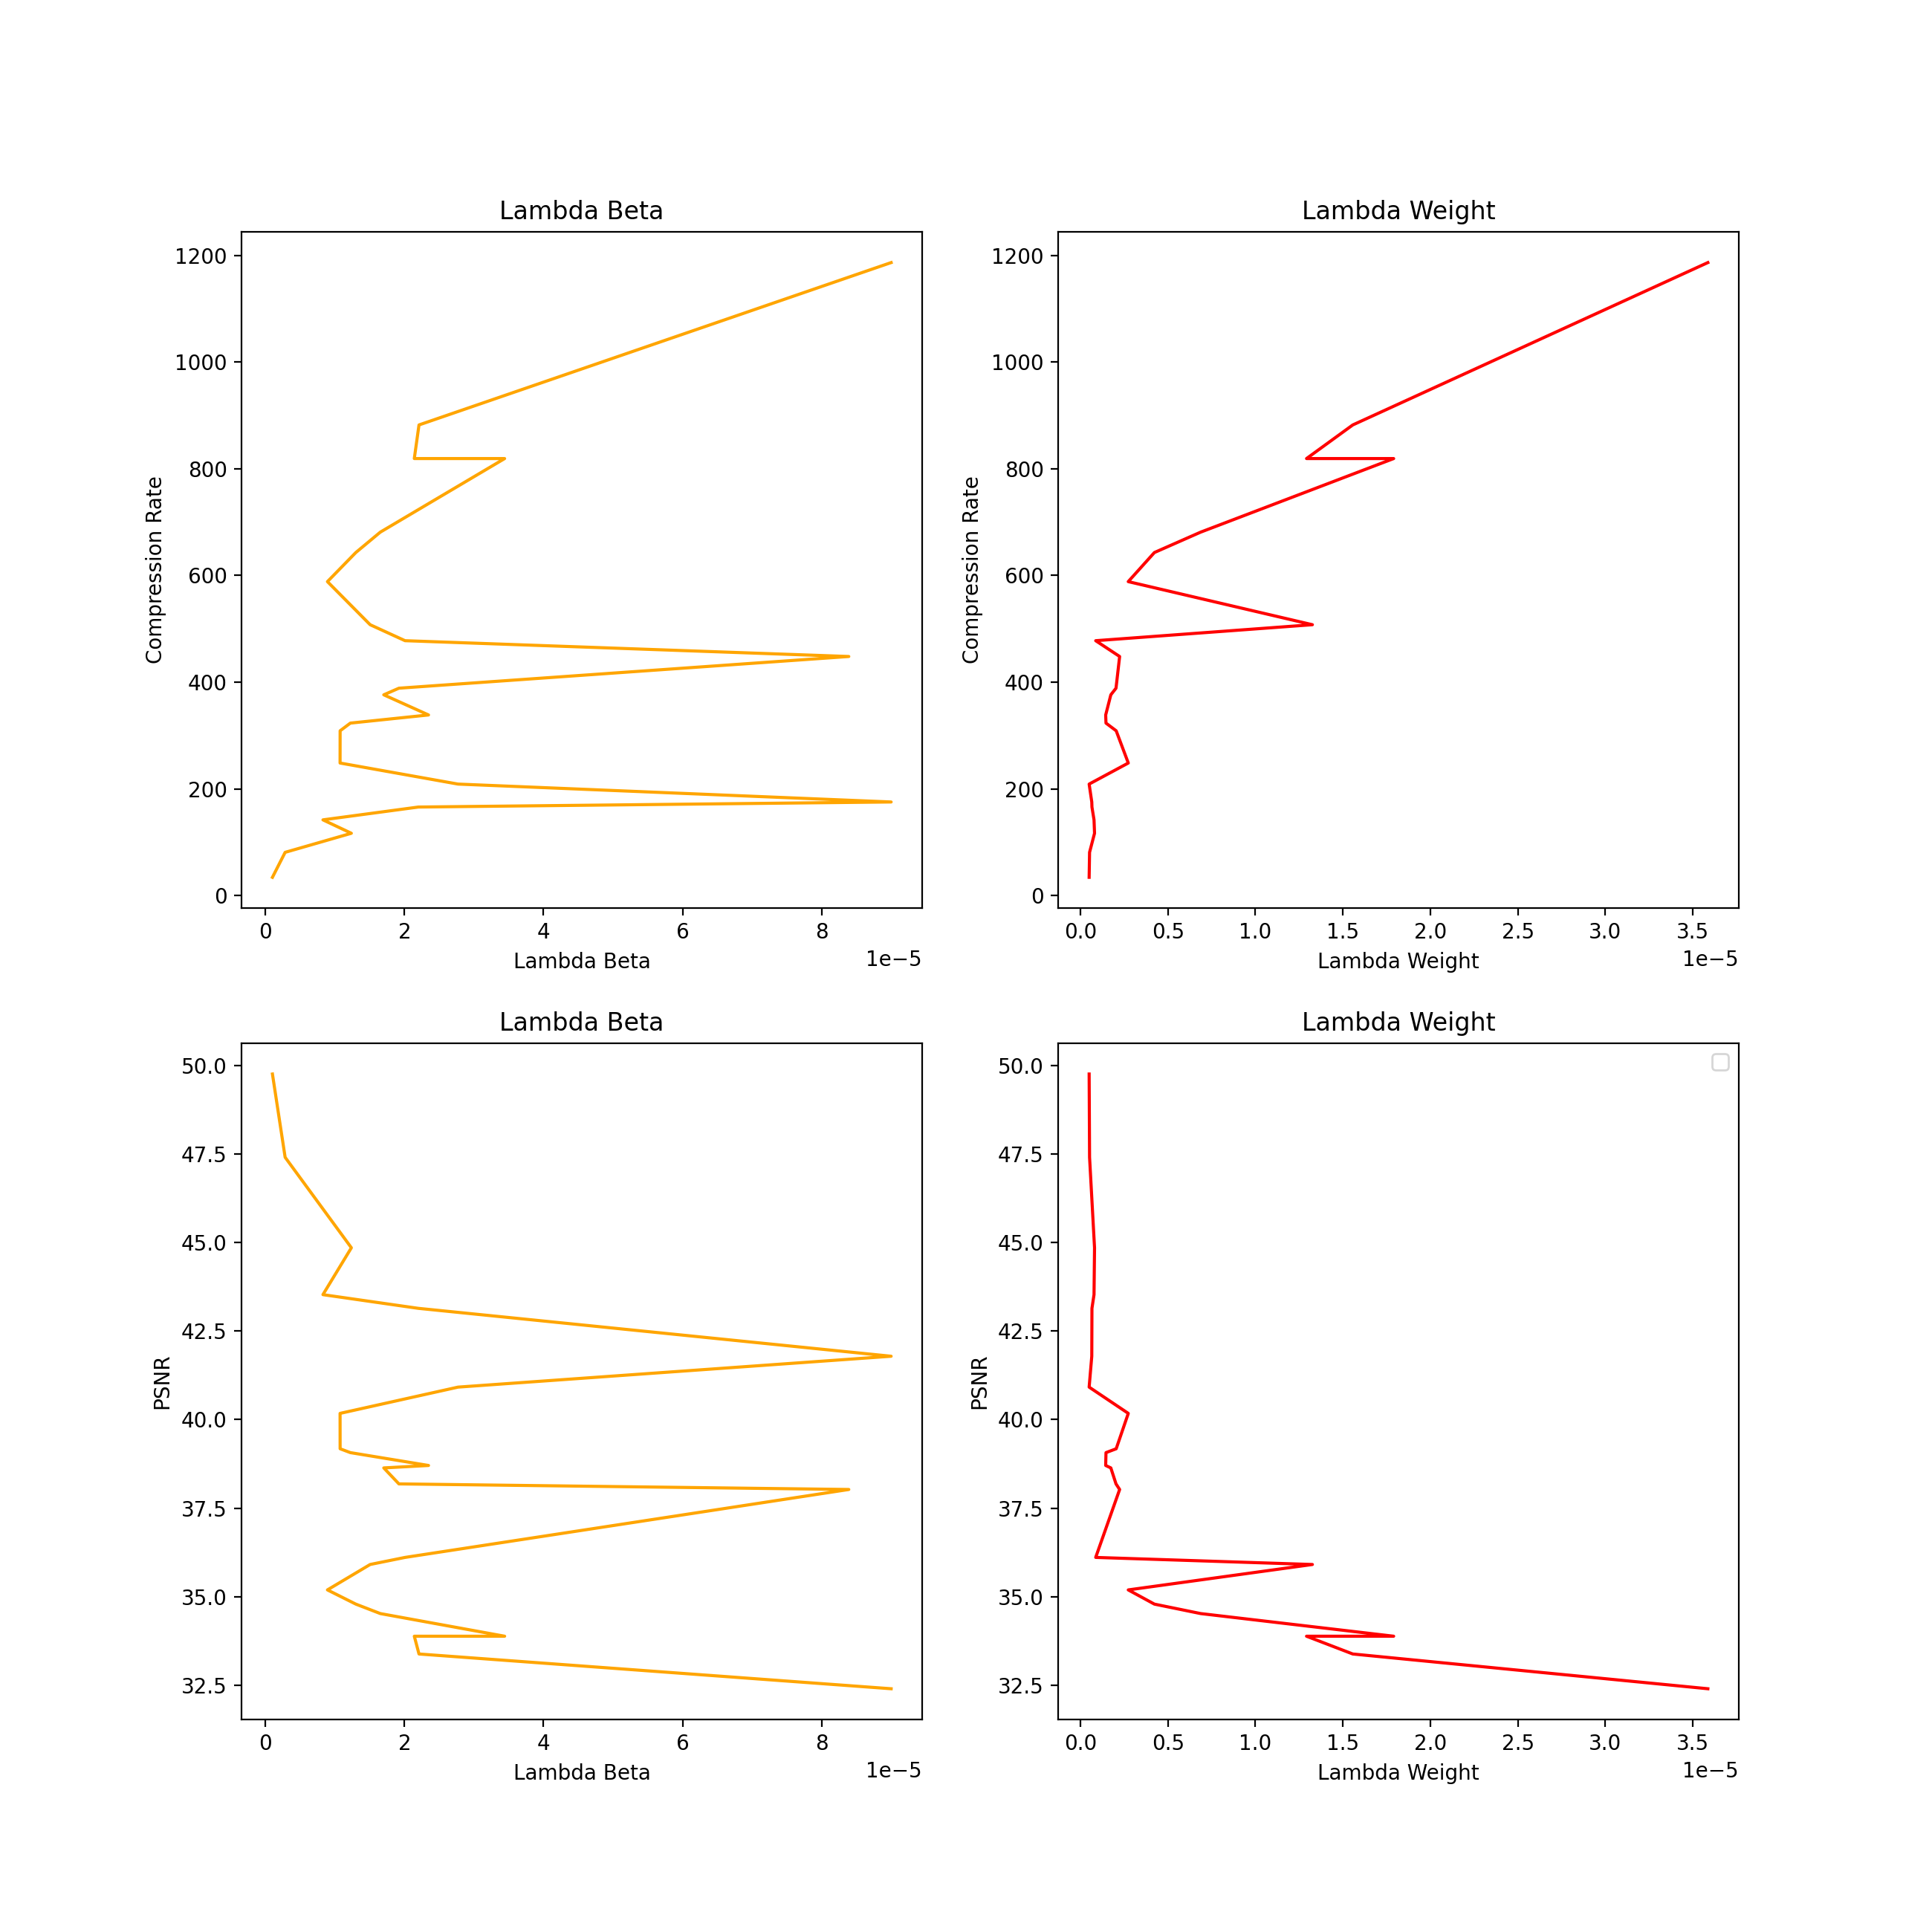 Lambda Beta
1200
1000
800
600
400
200
0
Compression Rate
0 2 4 6 8
1e−5
Lambda Beta
Lambda Weight
1200
1000
800
600
400
200
0
Compression Rate
0.0 0.5 1.0 1.5 2.0 2.5 3.0 3.5
1e−5
Lambda Weight
Lambda Beta
50.0
47.5
45.0
42.5
40.0
37.5
35.0
32.5
PSNR
0 2 4 6 8
1e−5
Lambda Beta
Lambda Weight
50.0
47.5
45.0
42.5
40.0
37.5
35.0
32.5
PSNR
0.0 0.5 1.0 1.5 2.0 2.5 3.0 3.5
1e−5
Lambda Weight